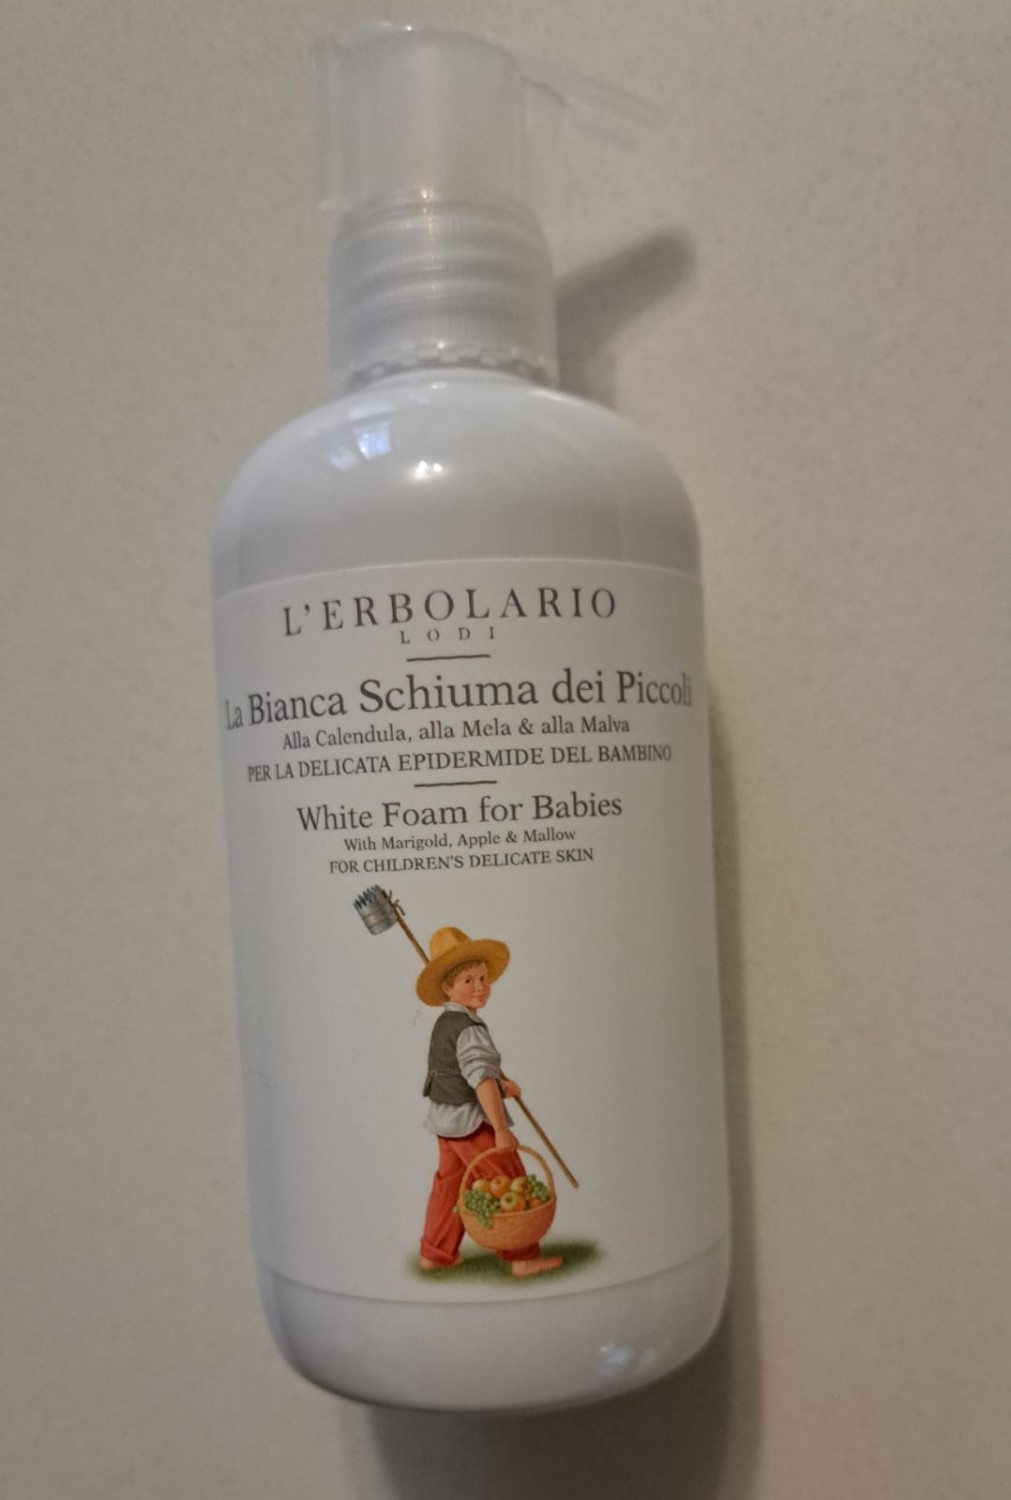 L'ERBOLARIO
LODI
La Bianca Schiuma dei Piccoli
Alla Calendula, alla Mela & alla Malva
PER LA DELICATA EPIDERMIDE DEL BAMBINO
White Foam for Babies
With Marigold, Apple & Mallow
FOR CHILDREN'S DELICATE SKIN